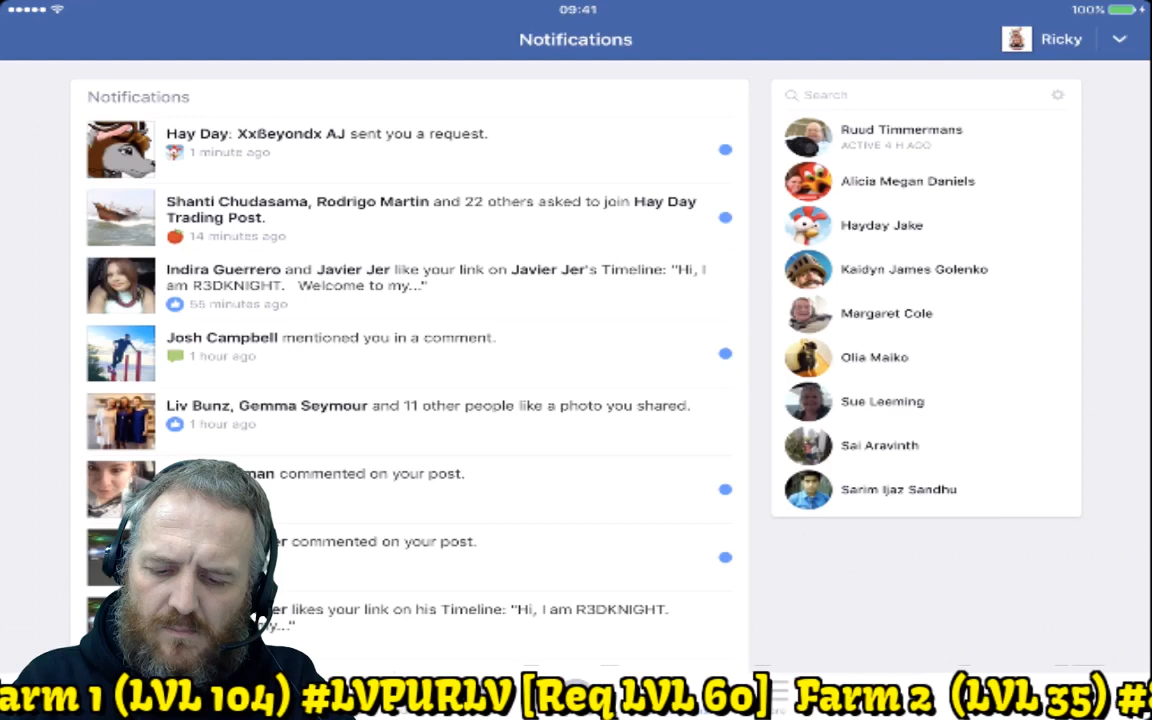 09:41
100%
Notifications
Ricky
Notifications
Hay Day: XxßeyondxAJ sent you a request.
1 minute ago
Shanti Chudasama, Rodrigo Martin and 22 others asked to join Hay Day
Trading Post.
14 minutes ago
Indira Guerrero and Javier Jer like your link on Javier Jer's Timeline: "Hi, I
am R3DKNIGHT. Welcome to my..."
55 minutes ago
Josh Campbell mentioned you in a comment.
1 hour ago
Liv Bunz, Gemma Seymour and 11 other people like a photo you shared.
1 hour ago
commented on your post.
commented on your post.
likes your link on his Timeline: "Hi, I am R3DKNIGHT.
Search
Ruud Timmermans
ACTIVE 4 H AGO
Alicia Megan Daniels
Hayday Jake
Kaidyn James Golenko
Margaret Cole
Olia Maiko
Sue Leeming
Sai Aravinth
Sarim Ijaz Sandhu
arm 1 (LVL 104) #LVPURLV [Req LVL 60] Farm 2 (LVL 35) #